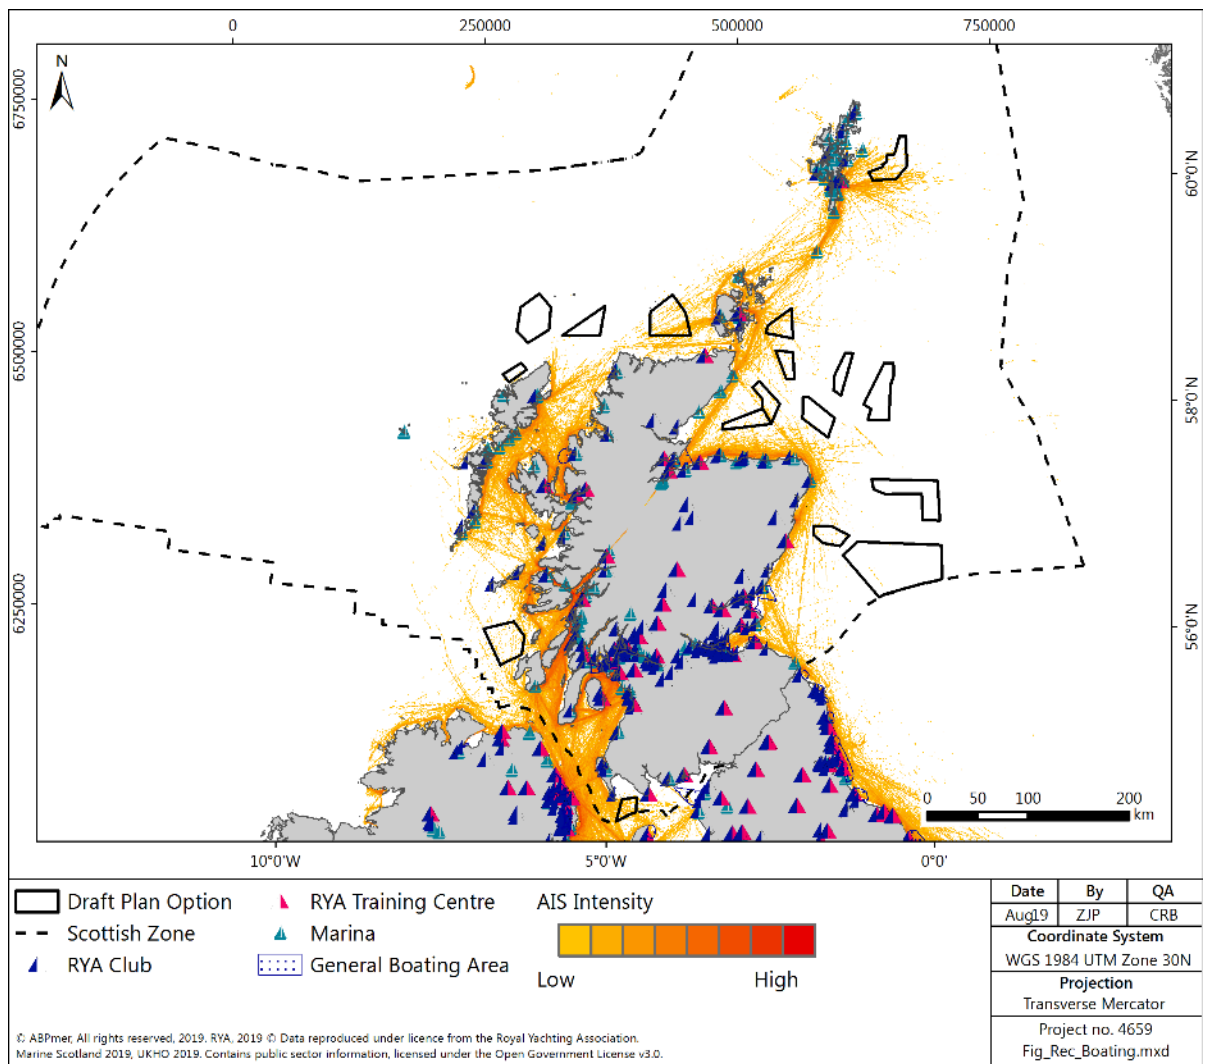 0 250000 500000 750000
N
6750000
6500000
6250000
60°0'N
58°0'N
56°0'N
0 50 100 200
km
10°0'W 5°0'W 0°0'
Draft Plan Option
Scottish Zone
RYA Club
RYA Training Centre
Marina
General Boating Area
AIS Intensity
Low High
Date By QA
Aug19 ZJP CRB
Coordinate System
WGS 1984 UTM Zone 30N
Projection
Transverse Mercator
Project no. 4659
Fig_Rec_Boating.mxd
© ABPmer, All rights reserved, 2019. RYA, 2019 © Data reproduced under licence from the Royal Yachting Association.
Marine Scotland 2019, UKHO 2019. Contains public sector information, licensed under the Open Government License v3.0.